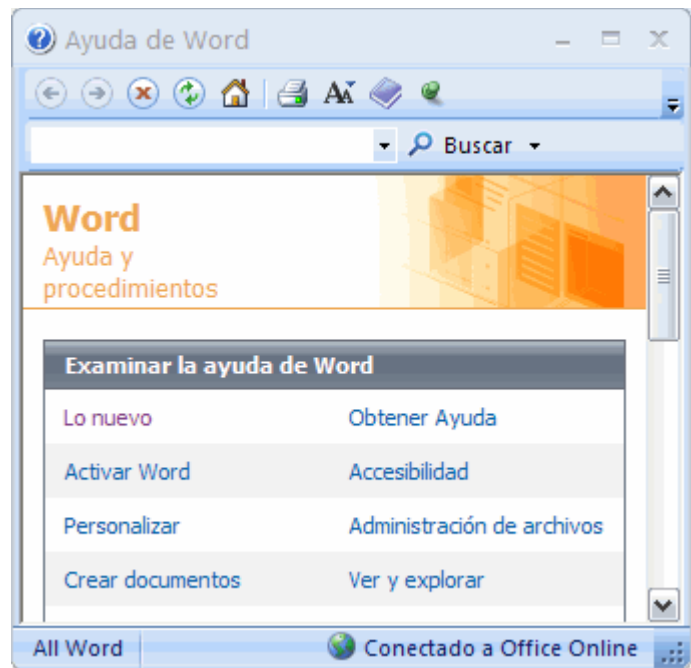 Ayuda de Word
Buscar
Word
Ayuda y
procedimientos
Examinar la ayuda de Word
Lo nuevo Obtener Ayuda
Activar Word Accesibilidad
Personalizar Administración de archivos
Crear documentos Ver y explorar
All Word Conectado a Office Online